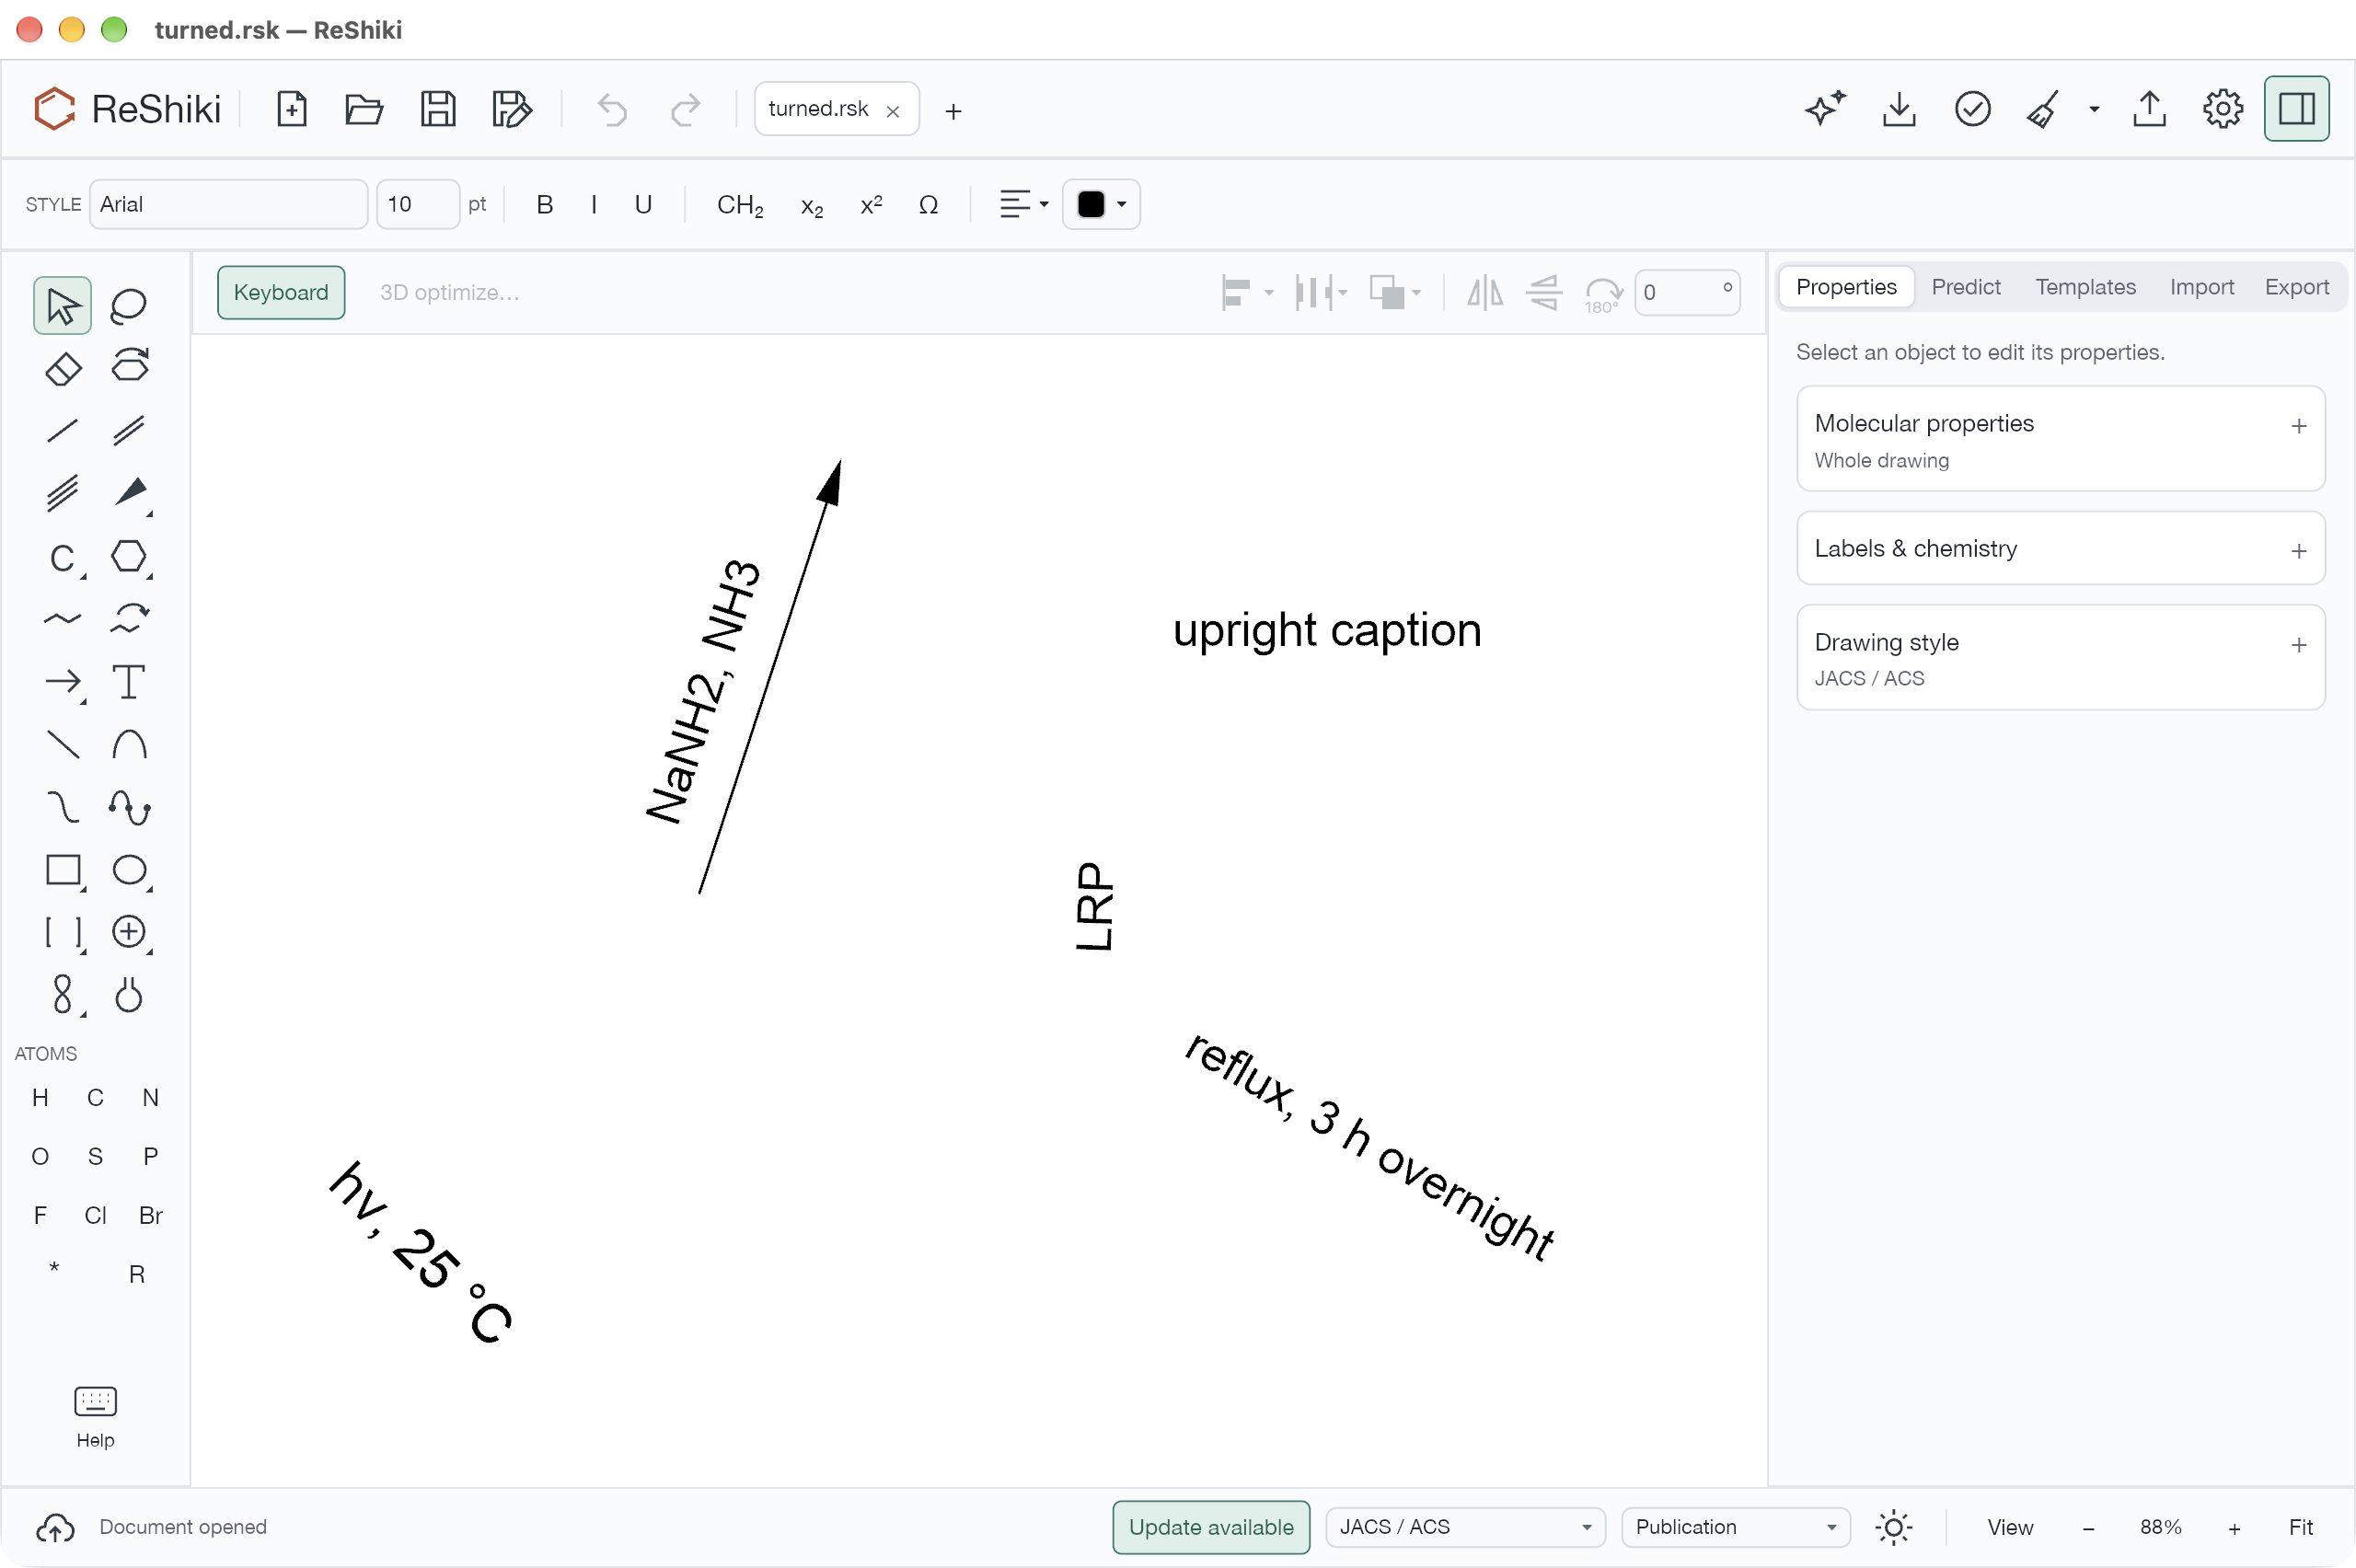 turned.rsk — ReShiki
ReShiki
turned.rsk
STYLE Arial 10 pt B I U CH₂ x₂ x² Ω
Keyboard 3D optimize... 180° 0 °
Properties Predict Templates Import Export
Select an object to edit its properties.
Molecular properties
Whole drawing
Labels & chemistry
Drawing style
JACS / ACS
C
T
ATOMS
H C N
O S P
F Cl Br
* R
Help
NaNH2, NH3
upright caption
LRP
reflux, 3 h overnight
hv, 25 °C
Document opened
Update available
JACS / ACS
Publication
View − 88% + Fit